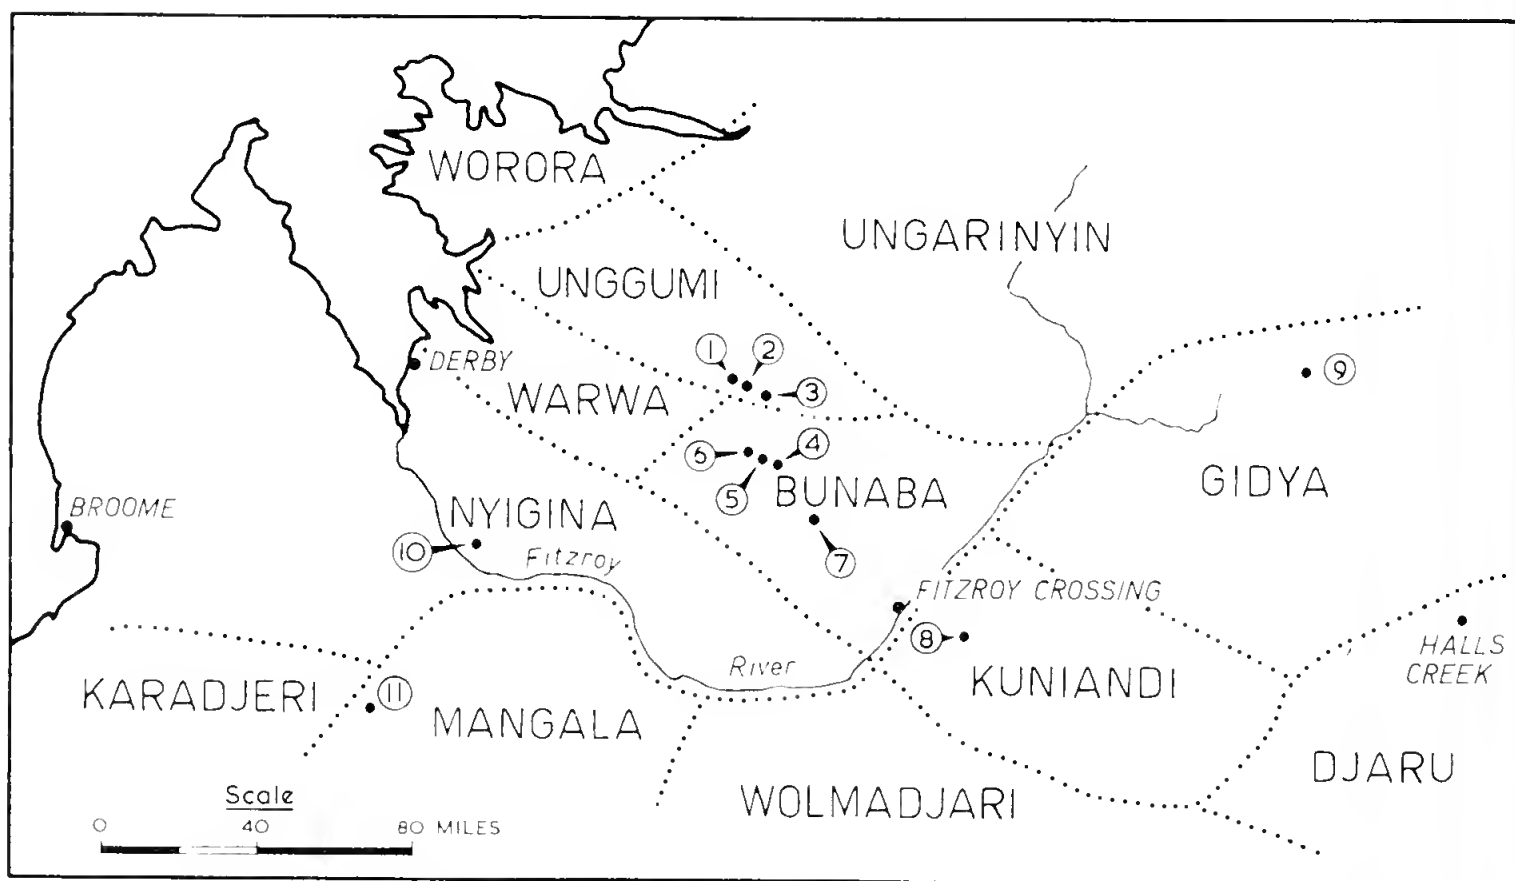 WORORA
UNGARINYIN
UNGGUMI
1
2
DERBY
WARWA
3
9
6
4
5
BUNABA
GIDYA
BROOME
NYIGINA
10
Fitzroy
7
FITZROY CROSSING
8
River
KUNIANDI
HALLS
CREEK
KARADJERI
11
MANGALA
DJARU
WOLMADJARI
Scale
0 40 80 MILES